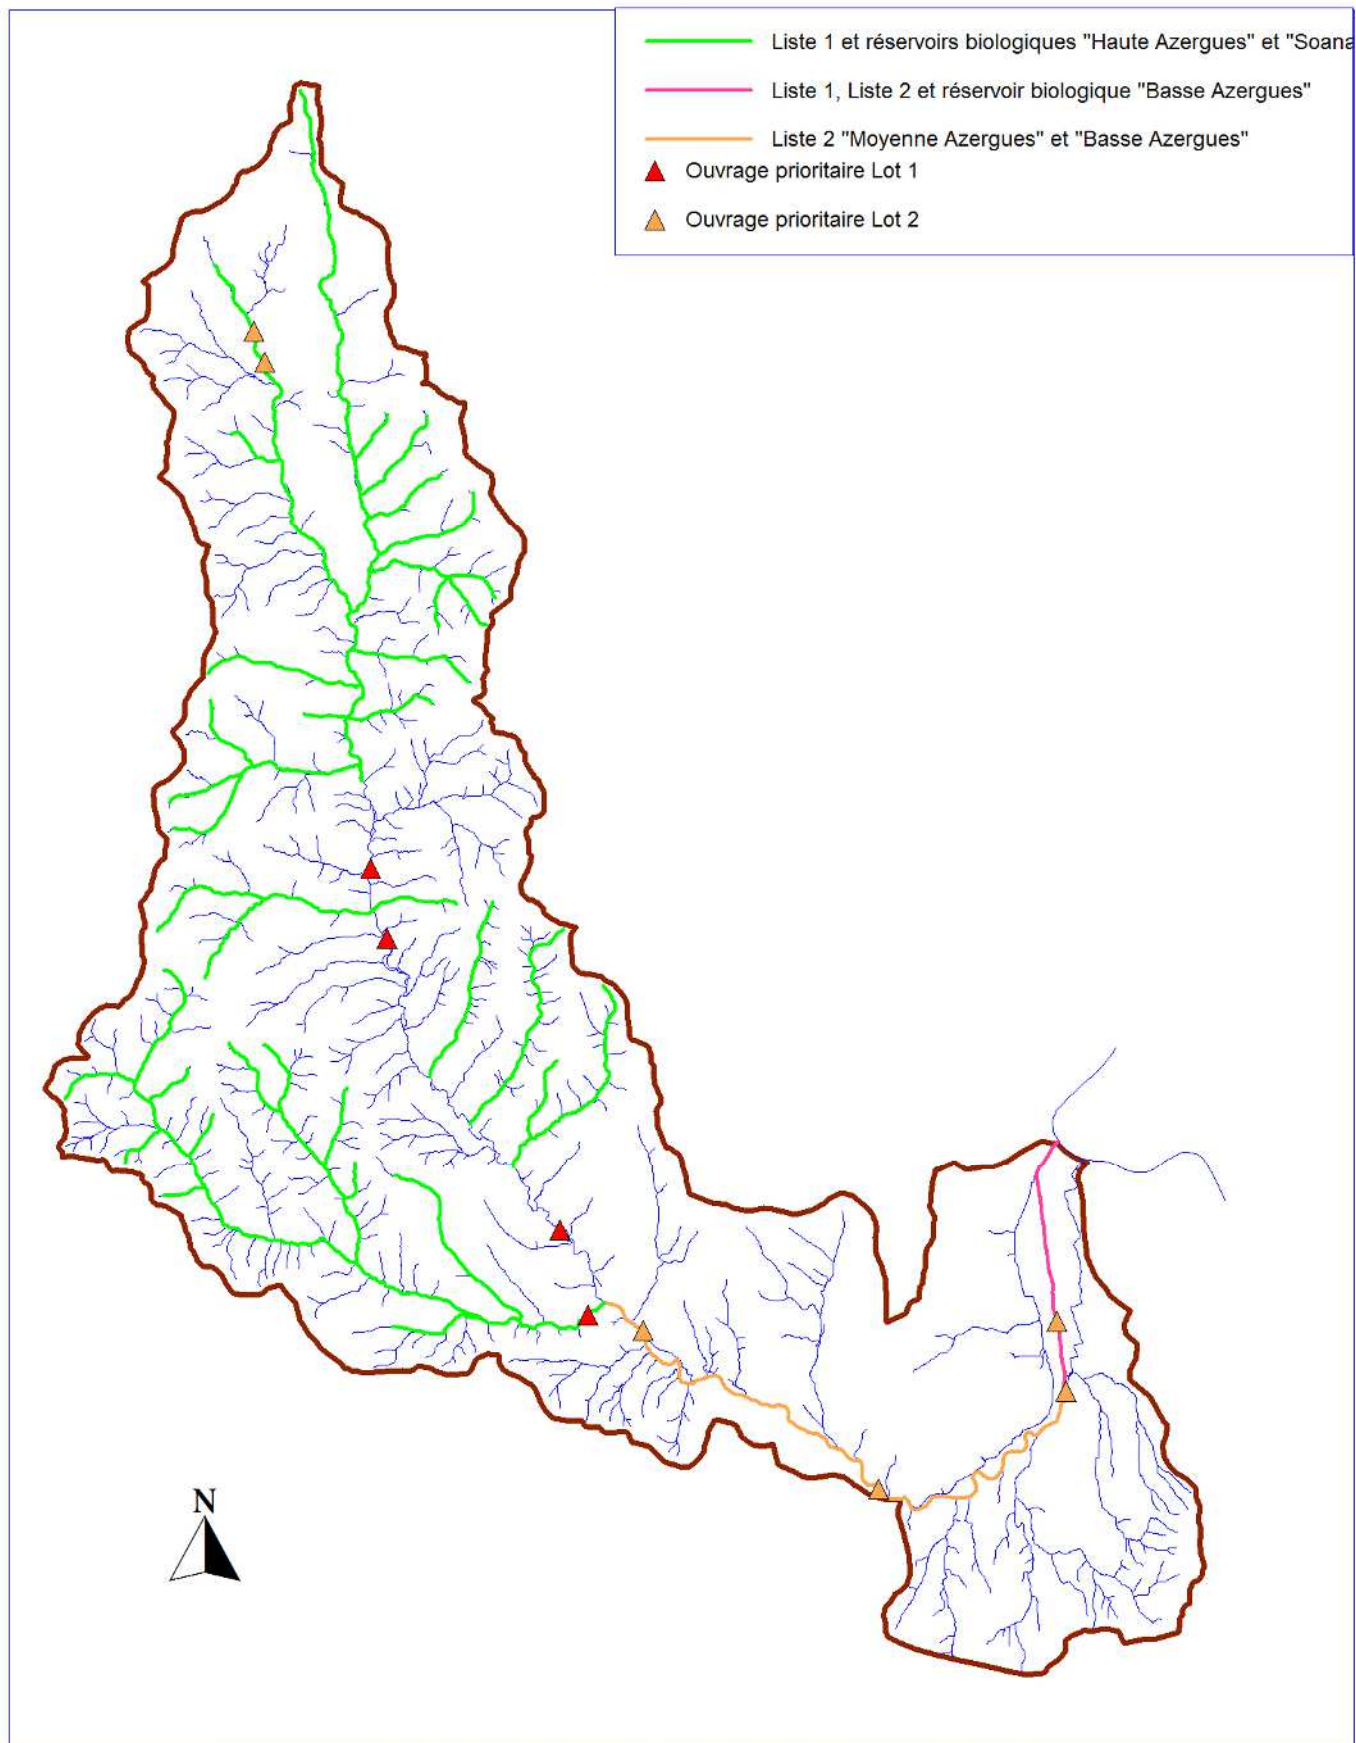 Liste 1 et réservoirs biologiques "Haute Azergues" et "Soana
Liste 1, Liste 2 et réservoir biologique "Basse Azergues"
Liste 2 "Moyenne Azergues" et "Basse Azergues"
Ouvrage prioritaire Lot 1
Ouvrage prioritaire Lot 2
N